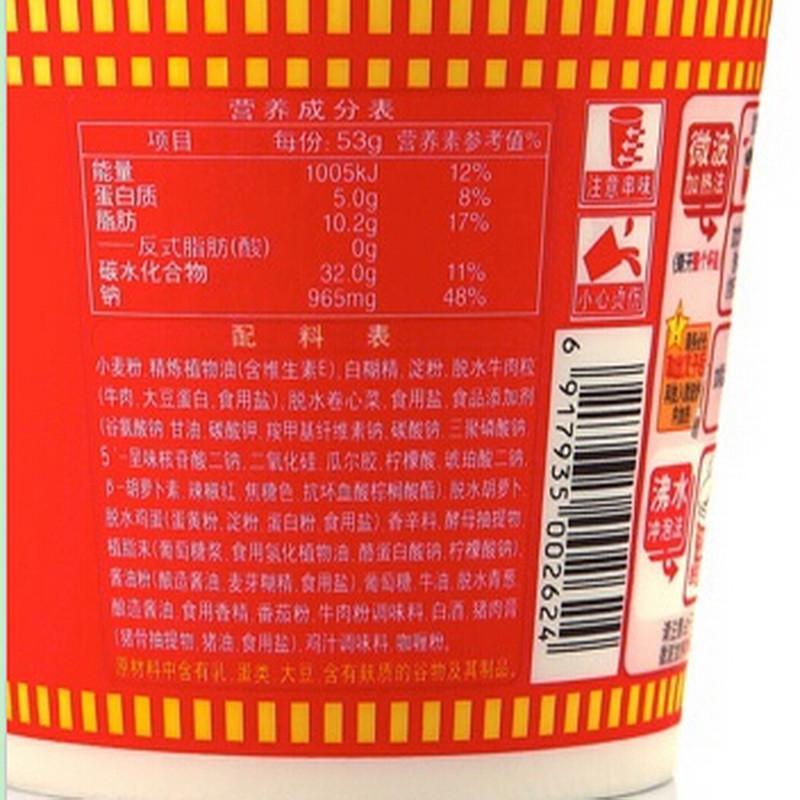 营养成分表
项目 每份: 53g 营养素参考值%
能量 1005kJ 12%
蛋白质 5.0g 8%
脂肪 10.2g 17%
——反式脂肪(酸) 0g
碳水化合物 32.0g 11%
钠 965mg 48%
配 料 表
小麦粉, 精炼植物油(含维生素E), 白糊精, 淀粉, 脱水牛肉粒
(牛肉, 大豆蛋白, 食用盐), 脱水卷心菜, 食用盐, 食品添加剂
(谷氨酸钠, 甘油, 碳酸钾, 羧甲基纤维素钠, 碳酸钠, 三聚磷酸钠,
5'-呈味核苷酸二钠, 二氧化硅, 瓜尔胶, 柠檬酸, 琥珀酸二钠,
β-胡萝卜素, 辣椒红, 焦糖色, 抗坏血酸棕榈酸酯), 脱水胡萝卜,
脱水鸡蛋(蛋黄粉, 淀粉, 蛋白粉, 食用盐), 香辛料, 酵母抽提物,
植脂末(葡萄糖浆, 食用氢化植物油, 酪蛋白酸钠, 柠檬酸钠),
酱油粉(酿造酱油, 麦芽糊精, 食用盐), 葡萄糖, 牛油, 脱水青葱,
酿造酱油, 食用香精, 番茄粉, 牛肉粉调味料, 白酒, 猪肉膏
(猪骨抽提物, 猪油, 食用盐), 鸡汁调味料, 咖喱粉。
原材料中含有乳, 蛋类, 大豆, 含有麸质的谷物及其制品。
注意串味
小心烫伤
6 917935 002624
微波
加热法
沸水
冲泡法